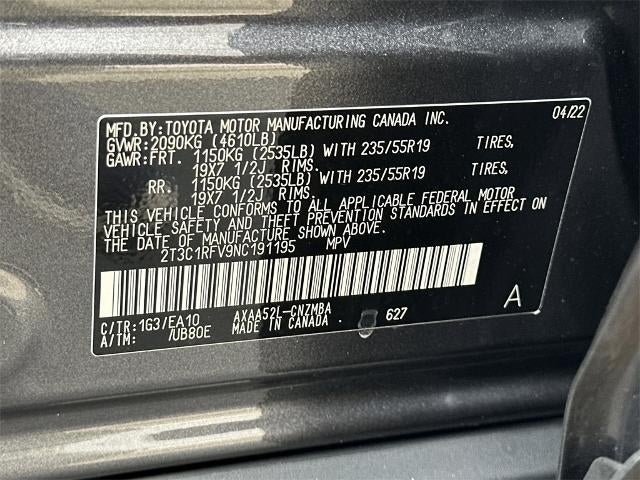 MFD.BY:TOYOTA MOTOR MANUFACTURING CANADA INC. 04/22
GVWR:2090KG (4610LB)
GAWR:FRT. 1150KG (2535LB) WITH 235/55R19 TIRES,
19X7 1/2J RIMS.
RR. 1150KG (2535LB) WITH 235/55R19 TIRES,
19X7 1/2J RIMS.
THIS VEHICLE CONFORMS TO ALL APPLICABLE FEDERAL MOTOR
VEHICLE SAFETY AND THEFT PREVENTION STANDARDS IN EFFECT ON
THE DATE OF MANUFACTURE SHOWN ABOVE.
2T3C1RFV9NC191195 MPV
A
C/TR:1G3/EA10 AXAA52L-CNZMBA 627
A/TM: /UB80E MADE IN CANADA.